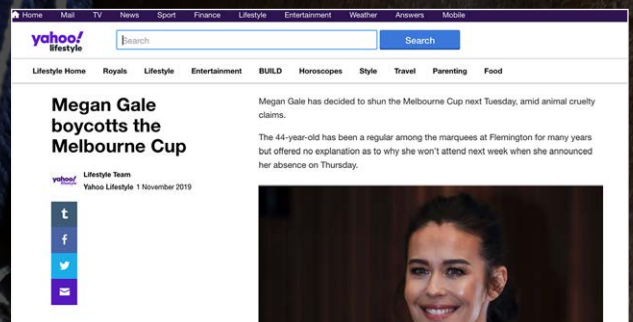 Home Mail TV News Sport Finance Lifestyle Entertainment Weather Answers Mobile
yahoo!
lifestyle
Search
Search
Lifestyle Home Royals Lifestyle Entertainment BUILD Horoscopes Style Travel Parenting Food
Megan Gale
boycotts the
Melbourne Cup
yahoo!
lifestyle
Lifestyle Team
Yahoo Lifestyle 1 November 2019
t
f
Megan Gale has decided to shun the Melbourne Cup next Tuesday, amid animal cruelty
claims.
The 44-year-old has been a regular among the marquees at Flemington for many years
but offered no explanation as to why she won't attend next week when she announced
her absence on Thursday.